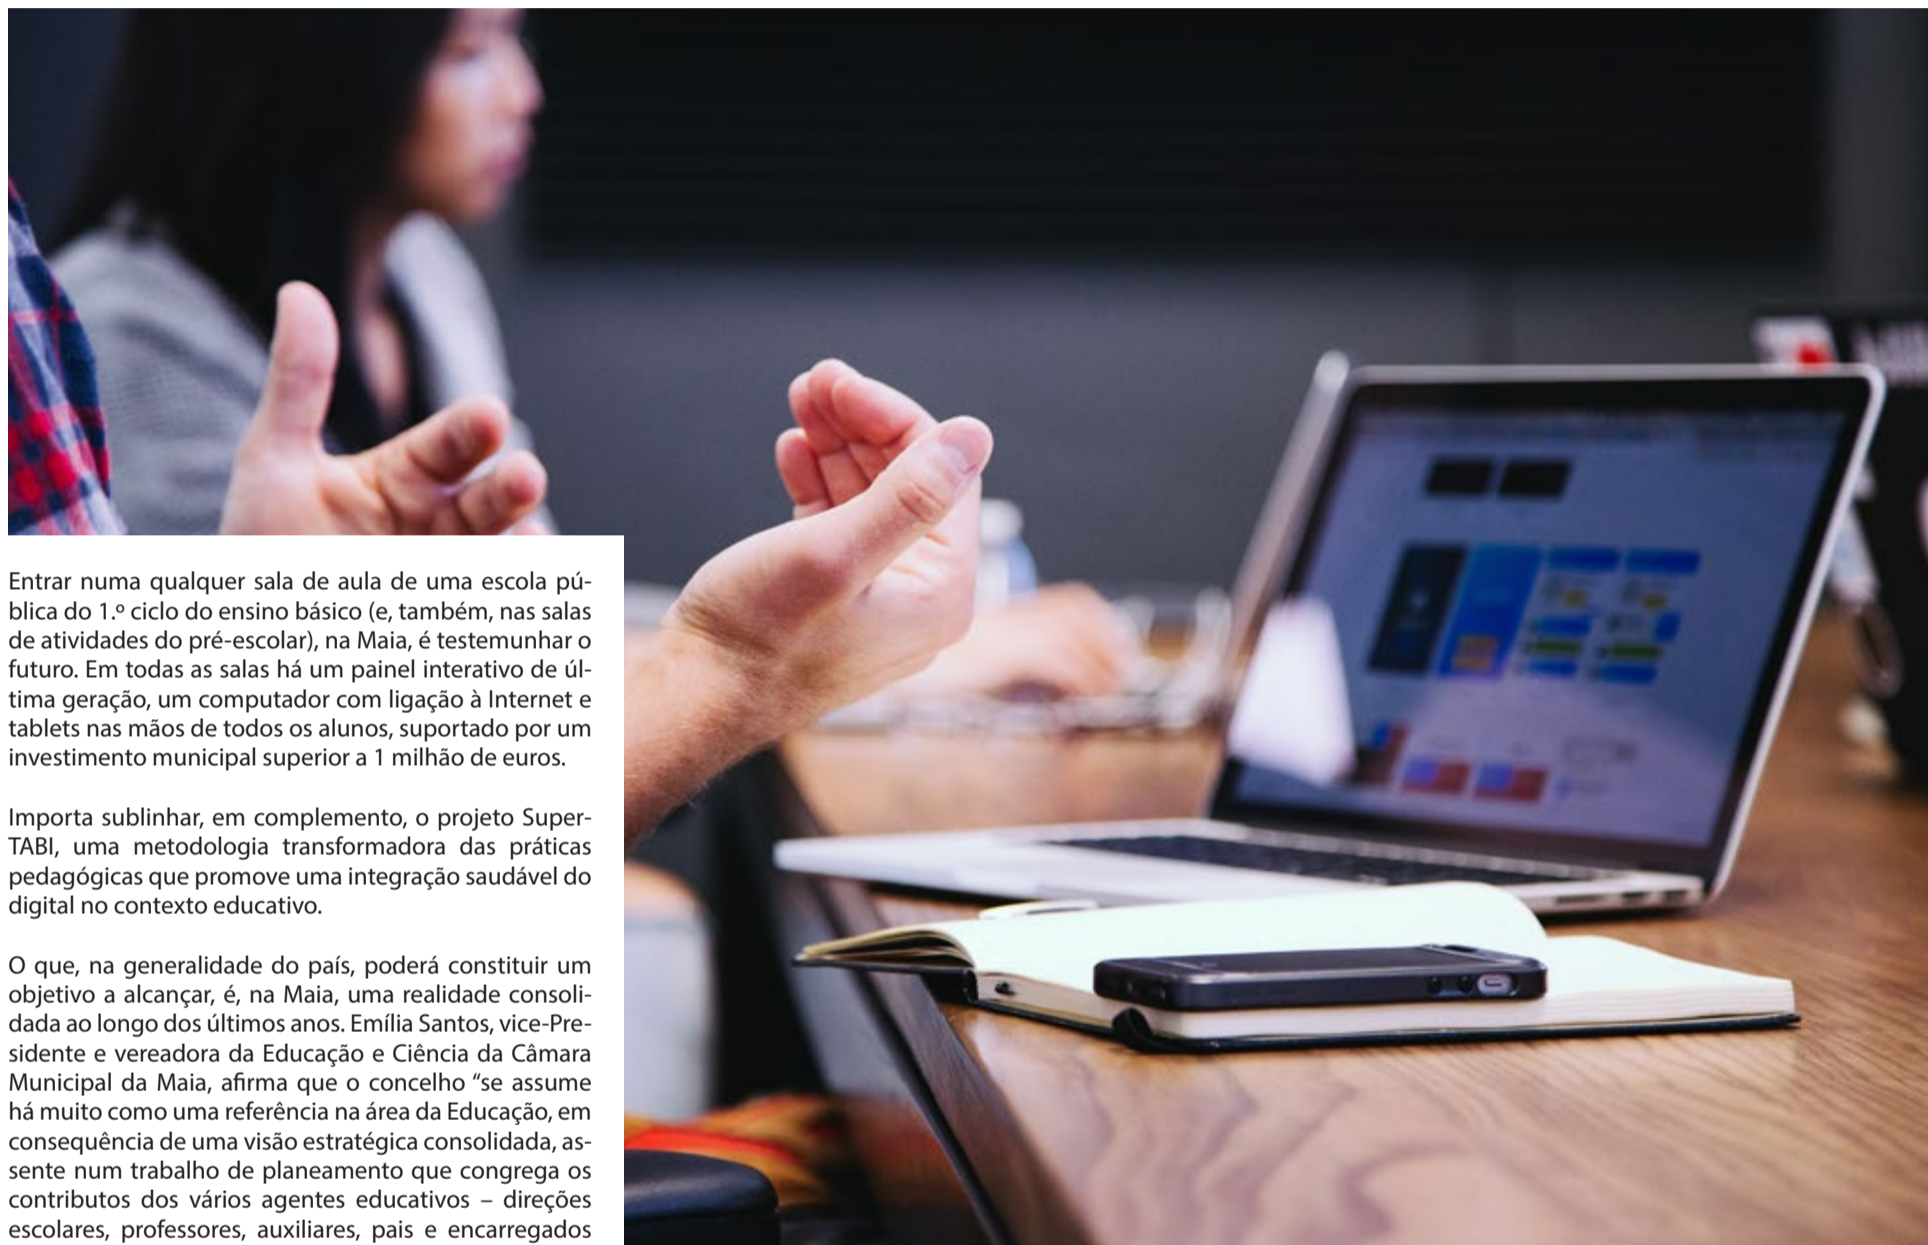 Entrar numa qualquer sala de aula de uma escola pú-
blica do 1.º ciclo do ensino básico (e, também, nas salas
de atividades do pré-escolar), na Maia, é testemunhar o
futuro. Em todas as salas há um painel interativo de úl-
tima geração, um computador com ligação à Internet e
tablets nas mãos de todos os alunos, suportado por um
investimento municipal superior a 1 milhão de euros.
Importa sublinhar, em complemento, o projeto Super-
TABI, uma metodologia transformadora das práticas
pedagógicas que promove uma integração saudável do
digital no contexto educativo.
O que, na generalidade do país, poderá constituir um
objetivo a alcançar, é, na Maia, uma realidade consoli-
dada ao longo dos últimos anos. Emília Santos, vice-Pre-
sidente e vereadora da Educação e Ciência da Câmara
Municipal da Maia, afirma que o concelho “se assume
há muito como uma referência na área da Educação, em
consequência de uma visão estratégica consolidada, as-
sente num trabalho de planeamento que congrega os
contributos dos vários agentes educativos – direções
escolares, professores, auxiliares, pais e encarregados